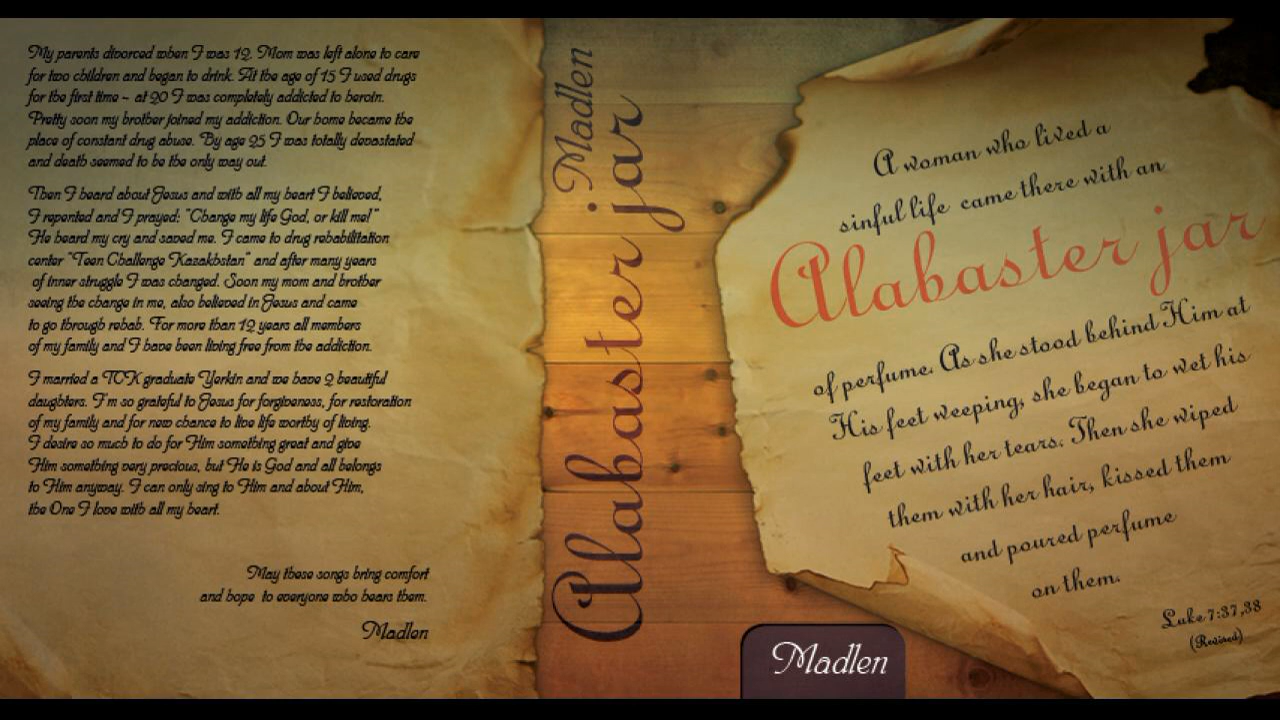 My parents divorced when I was 12. Mom was left alone to care
for two children and began to drink. At the age of 15 I used drugs
for the first time - at 20 I was completely addicted to heroin.
Pretty soon my brother joined my addiction. Our home became the
place of constant drug abuse. By age 25 I was totally devastated
and death seemed to be the only way out.
Then I heard about Jesus and with all my heart I believed,
I repented and I prayed: "Change my life God, or kill me!"
He heard my cry and saved me. I came to drug rehabilitation
center "Teen Challenge Kazakhstan" and after many years
of inner struggle I was changed. Soon my mom and brother
seeing the change in me, also believed in Jesus and came
to go through rehab. For more than 12 years all members
of my family and I have been living free from the addiction.
I married a TCK graduate Yerkin and we have 2 beautiful
daughters. I'm so grateful to Jesus for forgiveness, for restoration
of my family and for new chance to live life worthy of living.
I desire so much to do for Him something great and give
Him something very precious, but He is God and all belongs
to Him anyway. I can only sing to Him and about Him,
the One I love with all my heart.
May these songs bring comfort
and hope to everyone who hears them.
Madlen
Madlen
Alabaster jar
A woman who lived a
sinful life came there with an
Alabaster jar
of perfume. As she stood behind Him at
His feet weeping, she began to wet his
feet with her tears. Then she wiped
them with her hair, kissed them
and poured perfume
on them.
Luke 7:37,38
(Revised)
Madlen